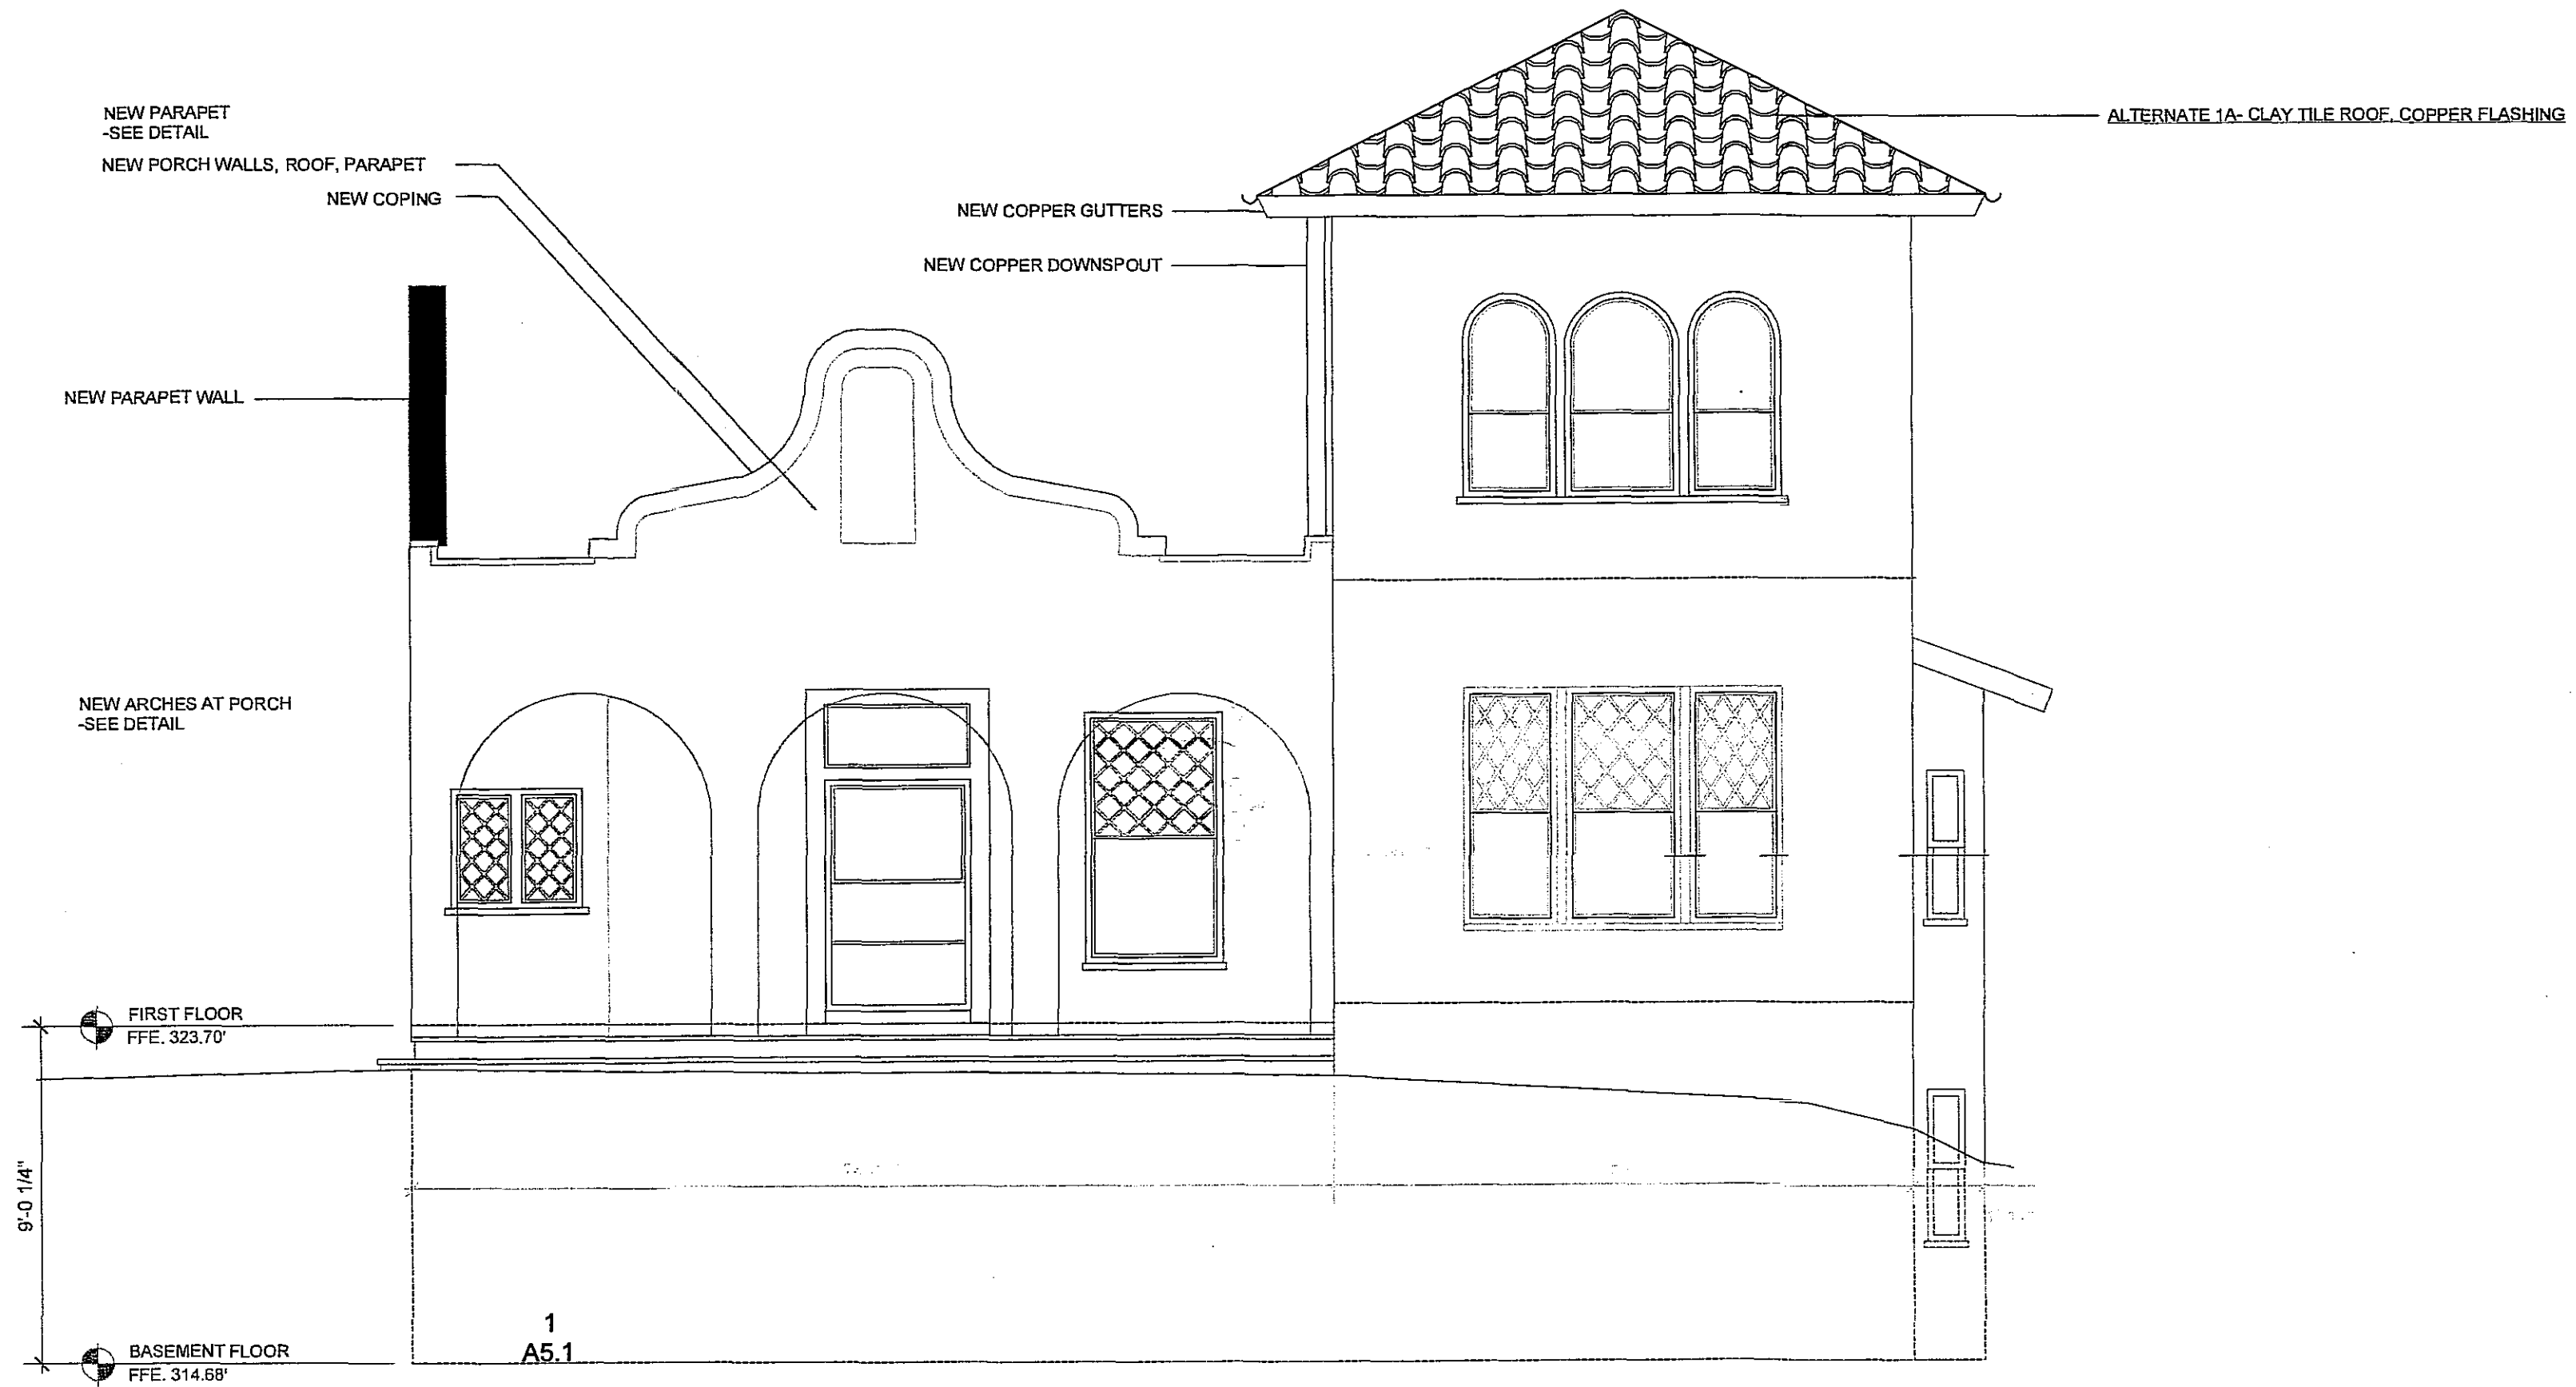 NEW PARAPET
-SEE DETAIL
NEW PORCH WALLS, ROOF, PARAPET
NEW COPING
NEW PARAPET WALL
NEW COPPER GUTTERS
NEW COPPER DOWNSPOUT
ALTERNATE 1A- CLAY TILE ROOF, COPPER FLASHING
NEW ARCHES AT PORCH
-SEE DETAIL
FIRST FLOOR
FFE. 323.70'
9'-0 1/4"
BASEMENT FLOOR
FFE. 314.68'
1
A5.1